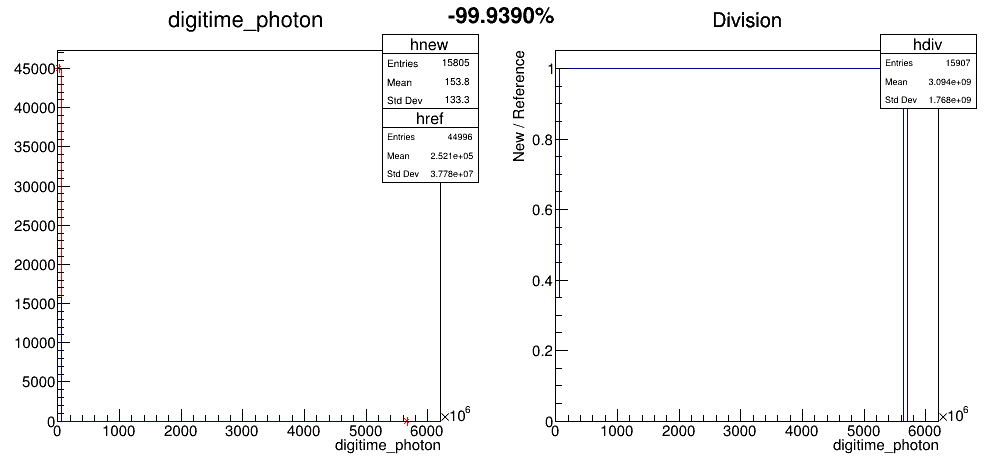 -99.9390%
digitime_photon
hnew
Entries 15805
Mean 153.8
Std Dev 133.3
href
Entries 44996
Mean 2.521e+05
Std Dev 3.778e+07
45000
40000
35000
30000
25000
20000
15000
10000
5000
0
0 1000 2000 3000 4000 5000 6000
×10⁶
digitime_photon
Division
hdiv
Entries 15907
Mean 3.094e+09
Std Dev 1.768e+09
New / Reference
1
0.8
0.6
0.4
0.2
0
0 1000 2000 3000 4000 5000 6000
×10⁶
digitime_photon